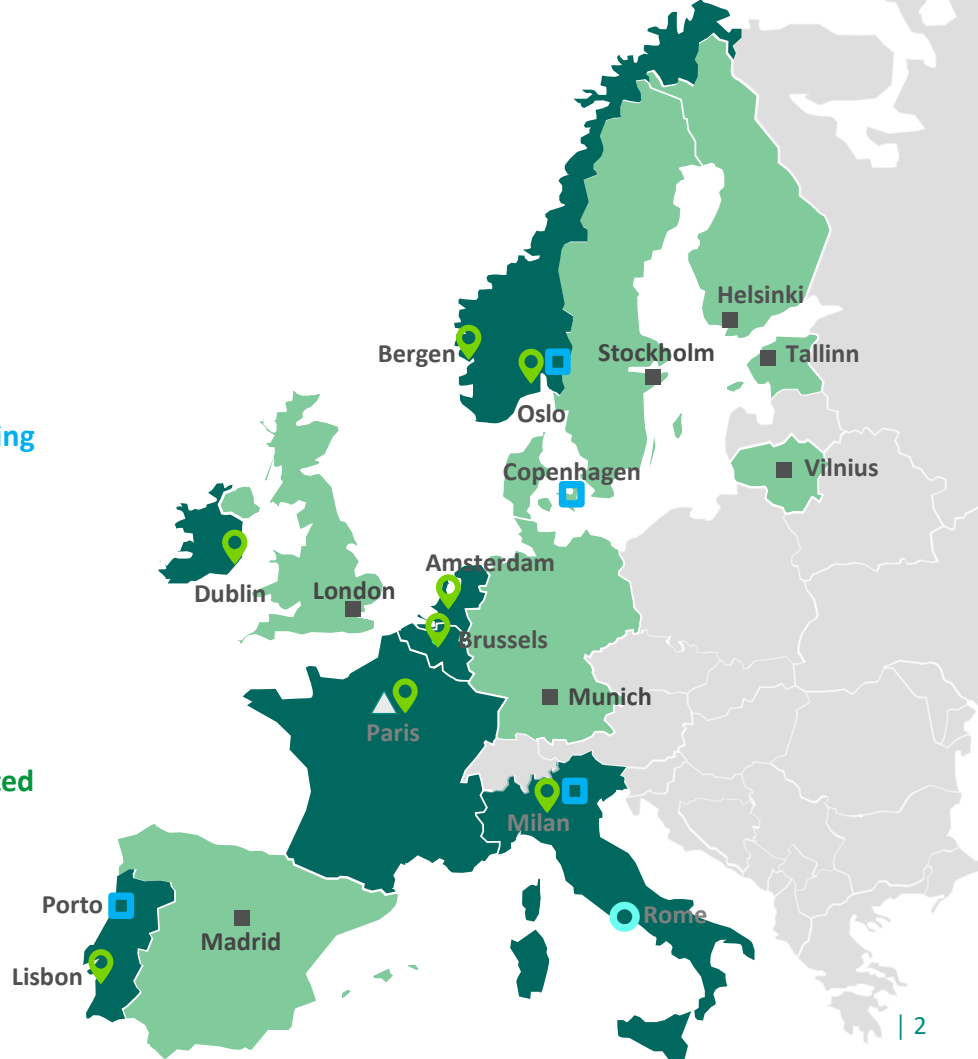 Helsinki
Bergen
Stockholm
Tallinn
Oslo
ing
Vilnius
Copenhagen
Amsterdam
Dublin
London
Brussels
Munich
Paris
ted
Milan
Porto
Rome
Madrid
Lisbon
| 2